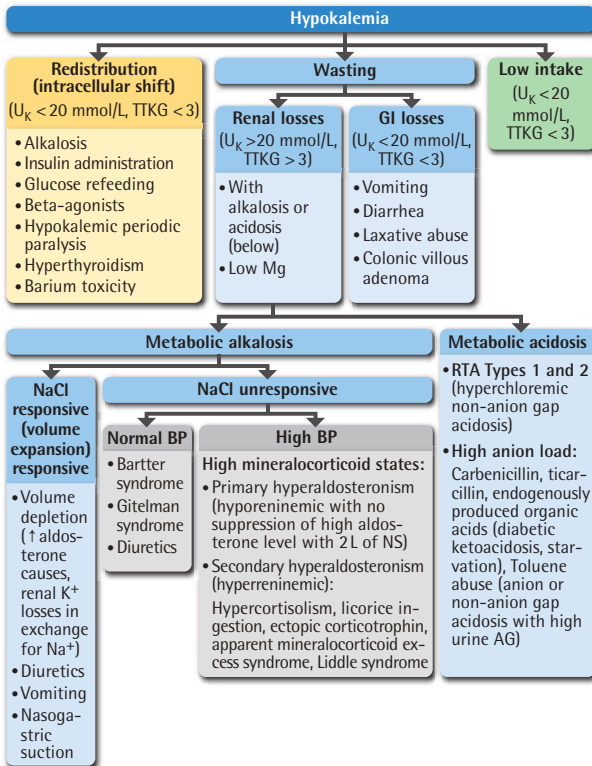 Hypokalemia
Redistribution
(intracellular shift)
(U_K <20 mmol/L, TTKG <3)
• Alkalosis
• Insulin administration
• Glucose refeeding
• Beta-agonists
• Hypokalemic periodic
paralysis
• Hyperthyroidism
• Barium toxicity
Wasting
Renal losses
(U_K >20 mmol/L,
TTKG >3)
• With
alkalosis or
acidosis
(below)
• Low Mg
GI losses
(U_K <20 mmol/L,
TTKG <3)
• Vomiting
• Diarrhea
• Laxative abuse
• Colonic villous
adenoma
Low intake
(U_K <20
mmol/L,
TTKG <3)
Metabolic alkalosis
NaCl
responsive
(volume
expansion)
responsive
• Volume
depletion
(↑aldos-
terone
causes,
renal K⁺
losses in
exchange
for Na⁺)
• Diuretics
• Vomiting
• Nasoga-
stric
suction
NaCl unresponsive
Normal BP
• Bartter
syndrome
• Gitelman
syndrome
• Diuretics
High BP
High mineralocorticoid states:
• Primary hyperaldosteronism
(hyporeninemic with no
suppression of high aldos-
terone level with 2 L of NS)
• Secondary hyperaldosteronism
(hyperreninemic):
Hypercortisolism, licorice in-
gestion, ectopic corticotrophin,
apparent mineralocorticoid ex-
cess syndrome, Liddle syndrome
Metabolic acidosis
• RTA Types 1 and 2
(hyperchloremic
non-anion gap
acidosis)
• High anion load:
Carbenicillin, ticar-
cillin, endogenously
produced organic
acids (diabetic
ketoacidosis, star-
vation), Toluene
abuse (anion or
non-anion gap
acidosis with high
urine AG)